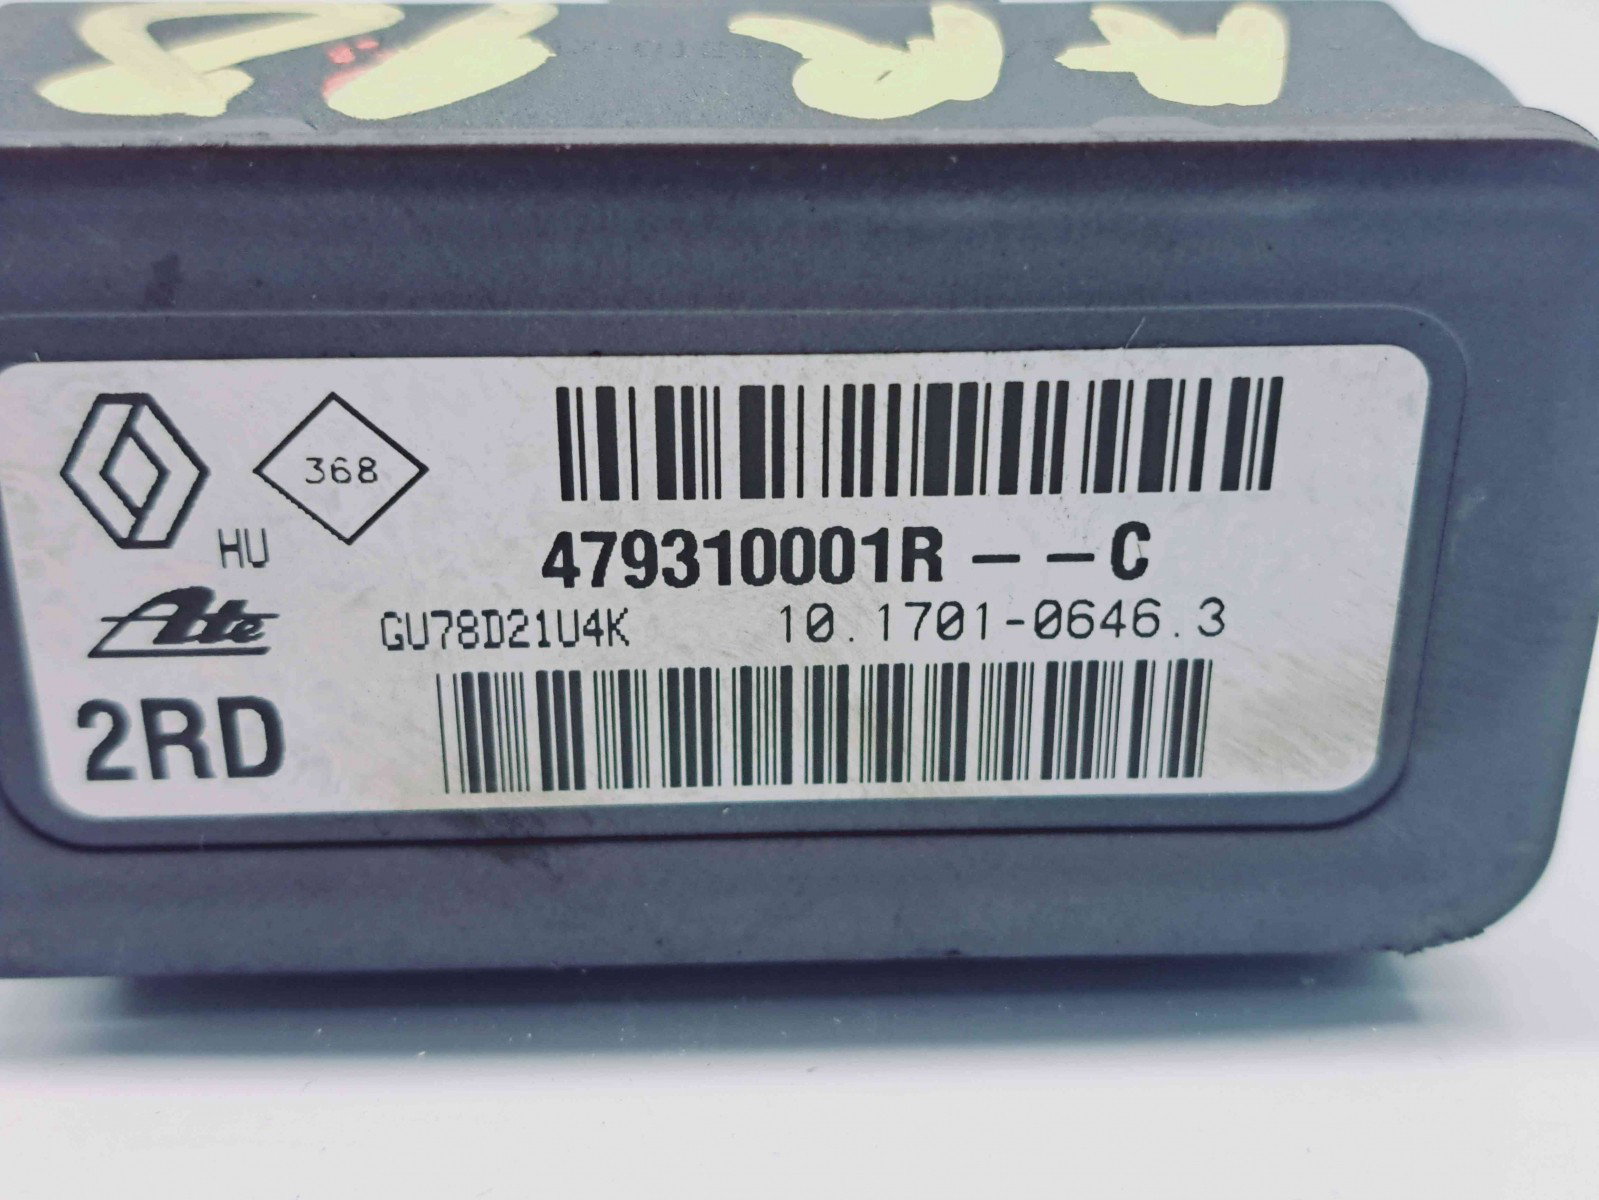 368
HU
479310001R - - C
Ate
GU78D21U4K 10.1701-0646.3
2RD